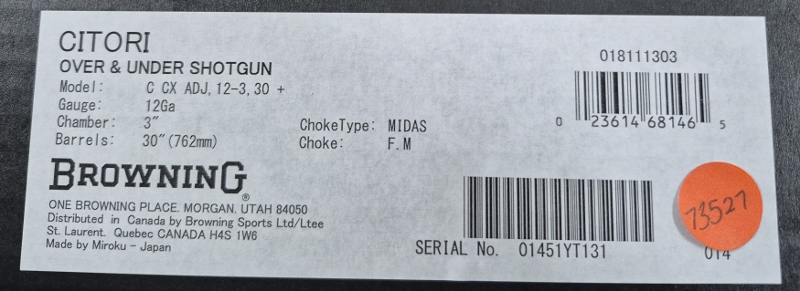 CITORI
OVER & UNDER SHOTGUN
Model: C CX ADJ, 12-3, 30 +
Gauge: 12Ga
Chamber: 3"
Barrels: 30"(762mm)
ChokeType: MIDAS
Choke: F.M
BROWNING®
ONE BROWNING PLACE. MORGAN. UTAH 84050
Distributed in Canada by Browning Sports Ltd/Ltee
St. Laurent. Quebec CANADA H4S 1W6
Made by Miroku - Japan
018111303
0 23614 68146 5
SERIAL No. 01451YT131
73527
014